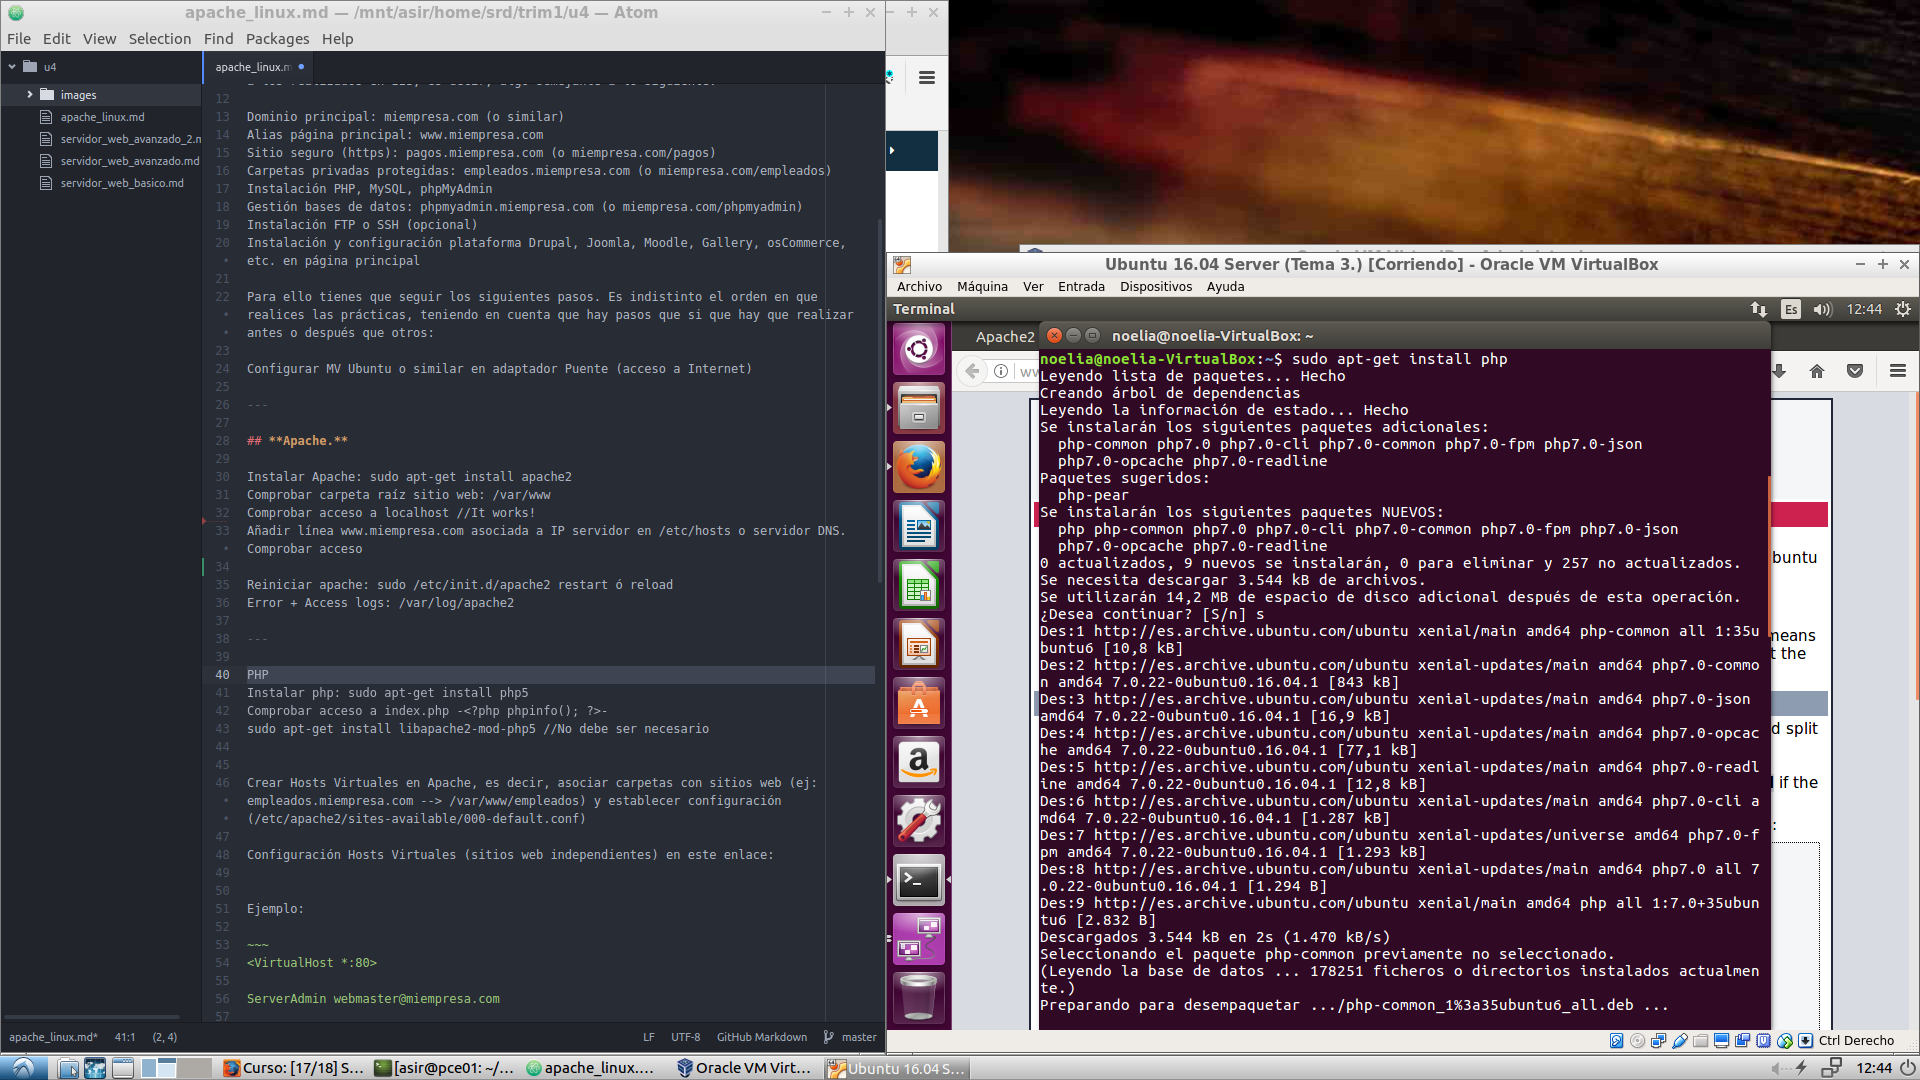 apache_linux.md — /mnt/asir/home/srd/trim1/u4 — Atom
File Edit View Selection Find Packages Help
u4
images
apache_linux.md
servidor_web_avanzado_2.m
servidor_web_avanzado.md
servidor_web_basico.md
apache_linux.m
12
13 Dominio principal: miempresa.com (o similar)
14 Alias página principal: www.miempresa.com
15 Sitio seguro (https): pagos.miempresa.com (o miempresa.com/pagos)
16 Carpetas privadas protegidas: empleados.miempresa.com (o miempresa.com/empleados)
17 Instalación PHP, MySQL, phpMyAdmin
18 Gestión bases de datos: phpmyadmin.miempresa.com (o miempresa.com/phpmyadmin)
19 Instalación FTP o SSH (opcional)
20 Instalación y configuración plataforma Drupal, Joomla, Moodle, Gallery, osCommerce,
• etc. en página principal
21
22 Para ello tienes que seguir los siguientes pasos. Es indistinto el orden en que
• realices las prácticas, teniendo en cuenta que hay pasos que si que hay que realizar
• antes o después que otros:
23
24 Configurar MV Ubuntu o similar en adaptador Puente (acceso a Internet)
25
26 ---
27
28 ## **Apache.**
29
30 Instalar Apache: sudo apt-get install apache2
31 Comprobar carpeta raíz sitio web: /var/www
32 Comprobar acceso a localhost //It works!
33 Añadir línea www.miempresa.com asociada a IP servidor en /etc/hosts o servidor DNS.
• Comprobar acceso
34
35 Reiniciar apache: sudo /etc/init.d/apache2 restart ó reload
36 Error + Access logs: /var/log/apache2
37
38 ---
39
40 PHP
41 Instalar php: sudo apt-get install php5
42 Comprobar acceso a index.php -<?php phpinfo(); ?>-
43 sudo apt-get install libapache2-mod-php5 //No debe ser necesario
44
45
46 Crear Hosts Virtuales en Apache, es decir, asociar carpetas con sitios web (ej:
• empleados.miempresa.com --> /var/www/empleados) y establecer configuración
• (/etc/apache2/sites-available/000-default.conf)
47
48 Configuración Hosts Virtuales (sitios web independientes) en este enlace:
49
50
51 Ejemplo:
52
53 ~~~
54 <VirtualHost *:80>
55
56 ServerAdmin webmaster@miempresa.com
57
apache_linux.md* 41:1 (2, 4) LF UTF-8 GitHub Markdown master
Ubuntu 16.04 Server (Tema 3.) [Corriendo] - Oracle VM VirtualBox
Archivo Máquina Ver Entrada Dispositivos Ayuda
Terminal Es 12:44
Apache2
noelia@noelia-VirtualBox: ~
ww
noelia@noelia-VirtualBox:~$ sudo apt-get install php
Leyendo lista de paquetes... Hecho
Creando árbol de dependencias
Leyendo la información de estado... Hecho
Se instalarán los siguientes paquetes adicionales:
php-common php7.0 php7.0-cli php7.0-common php7.0-fpm php7.0-json
php7.0-opcache php7.0-readline
Paquetes sugeridos:
php-pear
Se instalarán los siguientes paquetes NUEVOS:
php php-common php7.0 php7.0-cli php7.0-common php7.0-fpm php7.0-json
php7.0-opcache php7.0-readline
0 actualizados, 9 nuevos se instalarán, 0 para eliminar y 257 no actualizados.
Se necesita descargar 3.544 kB de archivos.
Se utilizarán 14,2 MB de espacio de disco adicional después de esta operación.
¿Desea continuar? [S/n] s
Des:1 http://es.archive.ubuntu.com/ubuntu xenial/main amd64 php-common all 1:35u
buntu6 [10,8 kB]
Des:2 http://es.archive.ubuntu.com/ubuntu xenial-updates/main amd64 php7.0-commo
n amd64 7.0.22-0ubuntu0.16.04.1 [843 kB]
Des:3 http://es.archive.ubuntu.com/ubuntu xenial-updates/main amd64 php7.0-json
amd64 7.0.22-0ubuntu0.16.04.1 [16,9 kB]
Des:4 http://es.archive.ubuntu.com/ubuntu xenial-updates/main amd64 php7.0-opcac
he amd64 7.0.22-0ubuntu0.16.04.1 [77,1 kB]
Des:5 http://es.archive.ubuntu.com/ubuntu xenial-updates/main amd64 php7.0-readl
ine amd64 7.0.22-0ubuntu0.16.04.1 [12,8 kB]
Des:6 http://es.archive.ubuntu.com/ubuntu xenial-updates/main amd64 php7.0-cli a
md64 7.0.22-0ubuntu0.16.04.1 [1.287 kB]
Des:7 http://es.archive.ubuntu.com/ubuntu xenial-updates/universe amd64 php7.0-f
pm amd64 7.0.22-0ubuntu0.16.04.1 [1.293 kB]
Des:8 http://es.archive.ubuntu.com/ubuntu xenial-updates/main amd64 php7.0 all 7
.0.22-0ubuntu0.16.04.1 [1.294 B]
Des:9 http://es.archive.ubuntu.com/ubuntu xenial/main amd64 php all 1:7.0+35ubun
tu6 [2.832 B]
Descargados 3.544 kB en 2s (1.470 kB/s)
Seleccionando el paquete php-common previamente no seleccionado.
(Leyendo la base de datos ... 178251 ficheros o directorios instalados actualmen
te.)
Preparando para desempaquetar .../php-common_1%3a35ubuntu6_all.deb ...
buntu
means
t the
d split
if the
:
Ctrl Derecho
Curso: [17/18] S... [asir@pce01: ~/... apache_linux.... Oracle VM Virt... Ubuntu 16.04 S... 12:44